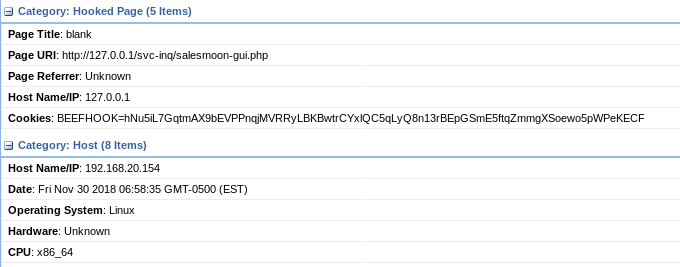 Category: Hooked Page (5 Items)
Page Title: blank
Page URI: http://127.0.0.1/svc-inq/salesmoon-gui.php
Page Referrer: Unknown
Host Name/IP: 127.0.0.1
Cookies: BEEFHOOK=hNu5iL7GqtmAX9bEVPPnqjMVRRyLBKBwtrCYxlQC5qLyQ8n13rBEpGSmE5ftqZmmgXSoewo5pWPeKECF
Category: Host (8 Items)
Host Name/IP: 192.168.20.154
Date: Fri Nov 30 2018 06:58:35 GMT-0500 (EST)
Operating System: Linux
Hardware: Unknown
CPU: x86_64